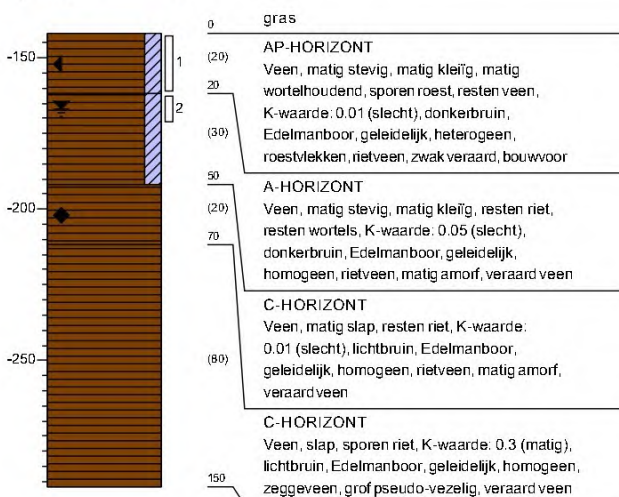 0 gras
-150
-200
-250
1
2
(20)
20
(30)
50
(20)
70
(80)
150
AP-HORIZONT
Veen, matig stevig, matig kleiïg, matig
wortelhoudend, sporen roest, resten veen,
K-waarde: 0.01 (slecht), donkerbruin,
Edelmanboor, geleidelijk, heterogeen,
roestvlekken, rietveen, zwak veraard, bouwvoor
A-HORIZONT
Veen, matig stevig, matig kleiïg, resten riet,
resten wortels, K-waarde: 0.05 (slecht),
donkerbruin, Edelmanboor, geleidelijk,
homogeen, rietveen, matig amorf, veraard veen
C-HORIZONT
Veen, matig slap, resten riet, K-waarde:
0.01 (slecht), lichtbruin, Edelmanboor,
geleidelijk, homogeen, rietveen, matig amorf,
veraard veen
C-HORIZONT
Veen, slap, sporen riet, K-waarde: 0.3 (matig),
lichtbruin, Edelmanboor, geleidelijk, homogeen,
zeggeveen, grof pseudo-vezelig, veraard veen